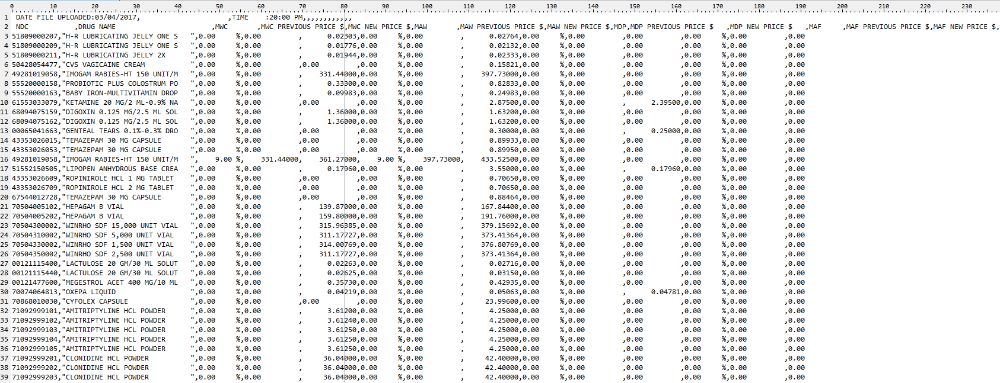 0 10 20 30 40 50 60 70 80 90 100 110 120 130 140 150 160 170 180 190 200 210 220 230
1 DATE FILE UPLOADED:03/04/2017, ,TIME :20:00 PM,,,,,,,,,,,,
2 NDC ,DRUG NAME ,MWC ,MWC PREVIOUS PRICE $,MWC NEW PRICE $,MAW ,MAW PREVIOUS PRICE $,MAW NEW PRICE $,MDP,MDP PREVIOUS PRICE $ ,MDP NEW PRICE $ ,MAF ,MAF PREVIOUS PRICE $,MAF NEW PRICE $,
3 51809000207,"H-R LUBRICATING JELLY ONE S ",0.00 %,0.00 , 0.02303,0.00 %,0.00 , 0.02764,0.00 %,0.00 ,0.00 ,0.00 %,0.00 ,0.00
4 51809000209,"H-R LUBRICATING JELLY ONE S ",0.00 %,0.00 , 0.01776,0.00 %,0.00 , 0.02132,0.00 %,0.00 ,0.00 ,0.00 %,0.00 ,0.00
5 51809000211,"H-R LUBRICATING JELLY 2X ",0.00 %,0.00 , 0.01944,0.00 %,0.00 , 0.02333,0.00 %,0.00 ,0.00 ,0.00 %,0.00 ,0.00
6 50428054477,"CVS VAGICAINE CREAM ",0.00 %,0.00 ,0.00 ,0.00 %,0.00 , 0.15821,0.00 %,0.00 ,0.00 ,0.00 %,0.00 ,0.00
7 49281019058,"IMOGAM RABIES-HT 150 UNIT/M ",0.00 %,0.00 , 331.44000,0.00 %,0.00 , 397.73000,0.00 %,0.00 ,0.00 ,0.00 %,0.00 ,0.00
8 55520000158,"PROBIOTIC PLUS COLOSTRUM PO ",0.00 %,0.00 , 0.33300,0.00 %,0.00 , 0.82833,0.00 %,0.00 ,0.00 ,0.00 %,0.00 ,0.00
9 55520000163,"BABY IRON-MULTIVITAMIN DROP ",0.00 %,0.00 , 0.09983,0.00 %,0.00 , 0.24983,0.00 %,0.00 ,0.00 ,0.00 %,0.00 ,0.00
10 61553033079,"KETAMINE 20 MG/2 ML-0.9% NA ",0.00 %,0.00 ,0.00 ,0.00 %,0.00 , 2.87500,0.00 %,0.00 , 2.39500,0.00 %,0.00 ,0.00
11 68094075159,"DIGOXIN 0.125 MG/2.5 ML SOL ",0.00 %,0.00 , 1.36000,0.00 %,0.00 , 1.63200,0.00 %,0.00 ,0.00 ,0.00 %,0.00 ,0.00
12 68094075162,"DIGOXIN 0.125 MG/2.5 ML SOL ",0.00 %,0.00 , 1.36000,0.00 %,0.00 , 1.63200,0.00 %,0.00 ,0.00 ,0.00 %,0.00 ,0.00
13 00065041663,"GENTEAL TEARS 0.1%-0.3% DRO ",0.00 %,0.00 ,0.00 ,0.00 %,0.00 , 0.30000,0.00 %,0.00 , 0.25000,0.00 %,0.00 ,0.00
14 43353026015,"TEMAZEPAM 30 MG CAPSULE ",0.00 %,0.00 ,0.00 ,0.00 %,0.00 , 0.89933,0.00 %,0.00 ,0.00 ,0.00 %,0.00 ,0.00
15 43353026053,"TEMAZEPAM 30 MG CAPSULE ",0.00 %,0.00 ,0.00 ,0.00 %,0.00 , 0.89950,0.00 %,0.00 ,0.00 ,0.00 %,0.00 ,0.00
16 49281019058,"IMOGAM RABIES-HT 150 UNIT/M ", 9.00 %, 331.44000, 361.27000, 9.00 %, 397.73000, 433.52500,0.00 %,0.00 ,0.00 ,0.00 %,0.00 ,0.00
17 51552150505,"LIPOPEN ANHYDROUS BASE CREA ",0.00 %,0.00 , 0.17960,0.00 %,0.00 , 3.55000,0.00 %,0.00 , 0.17960,0.00 %,0.00 ,0.00
18 43353026609,"ROPINIROLE HCL 1 MG TABLET ",0.00 %,0.00 ,0.00 ,0.00 %,0.00 , 0.70650,0.00 %,0.00 ,0.00 ,0.00 %,0.00 ,0.00
19 43353026709,"ROPINIROLE HCL 2 MG TABLET ",0.00 %,0.00 ,0.00 ,0.00 %,0.00 , 0.70650,0.00 %,0.00 ,0.00 ,0.00 %,0.00 ,0.00
20 67544012728,"TEMAZEPAM 30 MG CAPSULE ",0.00 %,0.00 ,0.00 ,0.00 %,0.00 , 0.88464,0.00 %,0.00 ,0.00 ,0.00 %,0.00 ,0.00
21 70504005102,"HEPAGAM B VIAL ",0.00 %,0.00 , 139.87000,0.00 %,0.00 , 167.84400,0.00 %,0.00 ,0.00 ,0.00 %,0.00 ,0.00
22 70504005202,"HEPAGAM B VIAL ",0.00 %,0.00 , 159.80000,0.00 %,0.00 , 191.76000,0.00 %,0.00 ,0.00 ,0.00 %,0.00 ,0.00
23 70504300002,"WINRHO SDF 15,000 UNIT VIAL ",0.00 %,0.00 , 315.96385,0.00 %,0.00 , 379.15692,0.00 %,0.00 ,0.00 ,0.00 %,0.00 ,0.00
24 70504310002,"WINRHO SDF 5,000 UNIT VIAL ",0.00 %,0.00 , 311.17727,0.00 %,0.00 , 373.41364,0.00 %,0.00 ,0.00 ,0.00 %,0.00 ,0.00
25 70504330002,"WINRHO SDF 1,500 UNIT VIAL ",0.00 %,0.00 , 314.00769,0.00 %,0.00 , 376.80769,0.00 %,0.00 ,0.00 ,0.00 %,0.00 ,0.00
26 70504350002,"WINRHO SDF 2,500 UNIT VIAL ",0.00 %,0.00 , 311.17727,0.00 %,0.00 , 373.41364,0.00 %,0.00 ,0.00 ,0.00 %,0.00 ,0.00
27 00121115400,"LACTULOSE 20 GM/30 ML SOLUT ",0.00 %,0.00 , 0.02263,0.00 %,0.00 , 0.02716,0.00 %,0.00 ,0.00 ,0.00 %,0.00 ,0.00
28 00121115440,"LACTULOSE 20 GM/30 ML SOLUT ",0.00 %,0.00 , 0.02625,0.00 %,0.00 , 0.03150,0.00 %,0.00 ,0.00 ,0.00 %,0.00 ,0.00
29 00121477600,"MEGESTROL ACET 400 MG/10 ML ",0.00 %,0.00 , 0.35730,0.00 %,0.00 , 0.42935,0.00 %,0.00 ,0.00 ,0.00 %,0.00 ,0.00
30 70074064813,"OXEPA LIQUID ",0.00 %,0.00 , 0.04219,0.00 %,0.00 , 0.05063,0.00 %,0.00 , 0.04781,0.00 %,0.00 ,0.00
31 70868010030,"CYFOLEX CAPSULE ",0.00 %,0.00 ,0.00 ,0.00 %,0.00 , 23.99600,0.00 %,0.00 ,0.00 ,0.00 %,0.00 ,0.00
32 71092999101,"AMITRIPTYLINE HCL POWDER ",0.00 %,0.00 , 3.61200,0.00 %,0.00 , 4.25000,0.00 %,0.00 ,0.00 ,0.00 %,0.00 ,0.00
33 71092999102,"AMITRIPTYLINE HCL POWDER ",0.00 %,0.00 , 3.61240,0.00 %,0.00 , 4.25000,0.00 %,0.00 ,0.00 ,0.00 %,0.00 ,0.00
34 71092999103,"AMITRIPTYLINE HCL POWDER ",0.00 %,0.00 , 3.61250,0.00 %,0.00 , 4.25000,0.00 %,0.00 ,0.00 ,0.00 %,0.00 ,0.00
35 71092999104,"AMITRIPTYLINE HCL POWDER ",0.00 %,0.00 , 3.61250,0.00 %,0.00 , 4.25000,0.00 %,0.00 ,0.00 ,0.00 %,0.00 ,0.00
36 71092999105,"AMITRIPTYLINE HCL POWDER ",0.00 %,0.00 , 3.61250,0.00 %,0.00 , 4.25000,0.00 %,0.00 ,0.00 ,0.00 %,0.00 ,0.00
37 71092999201,"CLONIDINE HCL POWDER ",0.00 %,0.00 , 36.04000,0.00 %,0.00 , 42.40000,0.00 %,0.00 ,0.00 ,0.00 %,0.00 ,0.00
38 71092999202,"CLONIDINE HCL POWDER ",0.00 %,0.00 , 36.04000,0.00 %,0.00 , 42.40000,0.00 %,0.00 ,0.00 ,0.00 %,0.00 ,0.00
39 71092999203,"CLONIDINE HCL POWDER ",0.00 %,0.00 , 36.04000,0.00 %,0.00 , 42.40000,0.00 %,0.00 ,0.00 ,0.00 %,0.00 ,0.00